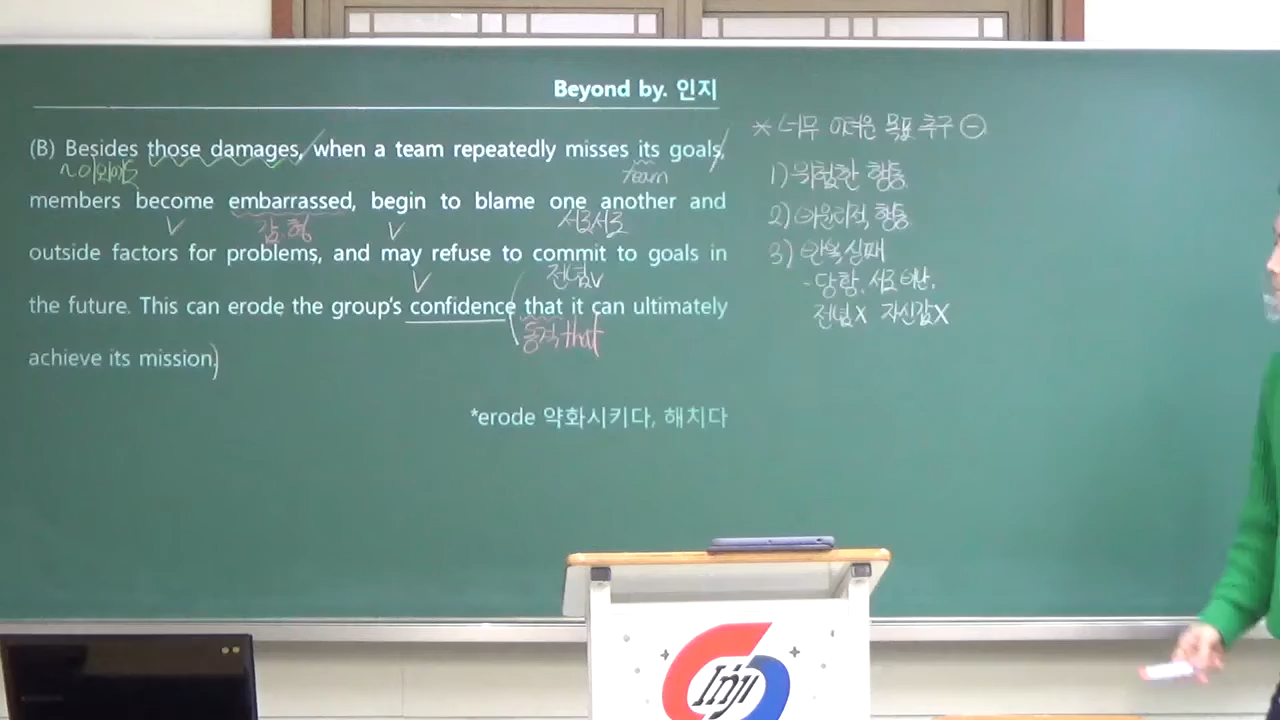 Beyond by. 인지
(B) Besides those damages, when a team repeatedly misses its goals,
~이외에도
team
members become embarrassed, begin to blame one another and
감.형
서로서로
outside factors for problems, and may refuse to commit to goals in
전념
the future. This can erode the group's confidence that it can ultimately
동격 that
achieve its mission.
*erode 약화시키다, 해치다
* 너무 어려운 목표 추구 ⊖
1) 위험한 행동
2) 비윤리적 행동
3) 반복 실패
- 당황, 서로 비난,
전념X 자신감X
Inji